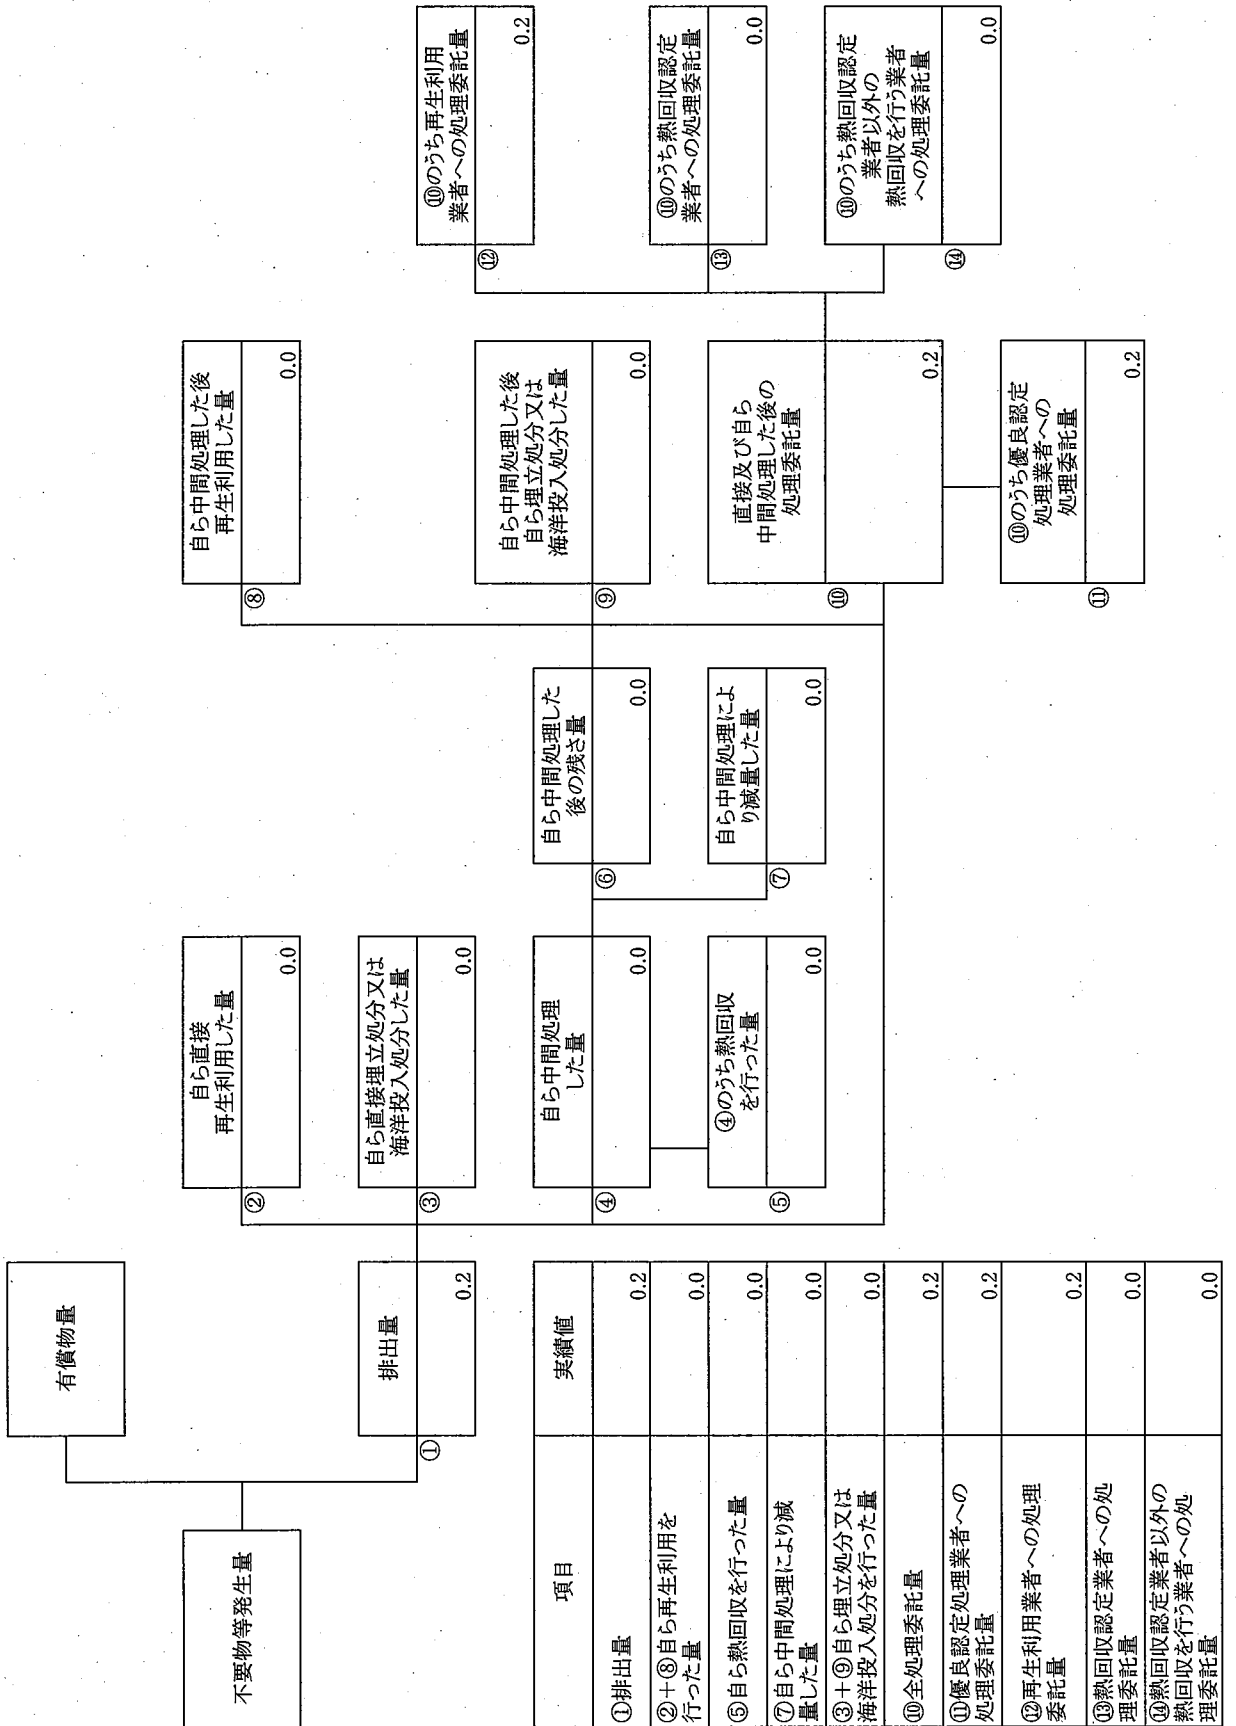 不要物等発生量
有償物量
排出量
①
0.2
自ら直接
再生利用した量
②
0.0
自ら直接埋立処分又は
海洋投入処分した量
③
0.0
自ら中間処理
した量
④
0.0
④のうち熱回収
を行った量
⑤
0.0
自ら中間処理した
後の残さ量
⑥
0.0
自ら中間処理によ
り減量した量
⑦
0.0
自ら中間処理した後
再生利用した量
⑧
0.0
自ら中間処理した後
自ら埋立処分又は
海洋投入処分した量
⑨
0.0
直接及び自ら
中間処理した後の
処理委託量
⑩
0.2
⑩のうち優良認定
処理業者への
処理委託量
⑪
0.2
⑩のうち再生利用
業者への処理委託量
⑫
0.2
⑩のうち熱回収認定
業者への処理委託量
⑬
0.0
⑩のうち熱回収認定
業者以外の
熱回収を行う業者
への処理委託量
⑭
0.0
項目 実績値
①排出量 0.2
②+⑧自ら再生利用を
行った量 0.0
⑤自ら熱回収を行った量 0.0
⑦自ら中間処理により減
量した量 0.0
③+⑨自ら埋立処分又は
海洋投入処分を行った量 0.0
⑩全処理委託量 0.2
⑪優良認定処理業者への
処理委託量 0.2
⑫再生利用業者への処理
委託量 0.2
⑬熱回収認定業者への処
理委託量 0.0
⑭熱回収認定業者以外の
熱回収を行う業者への処
理委託量 0.0